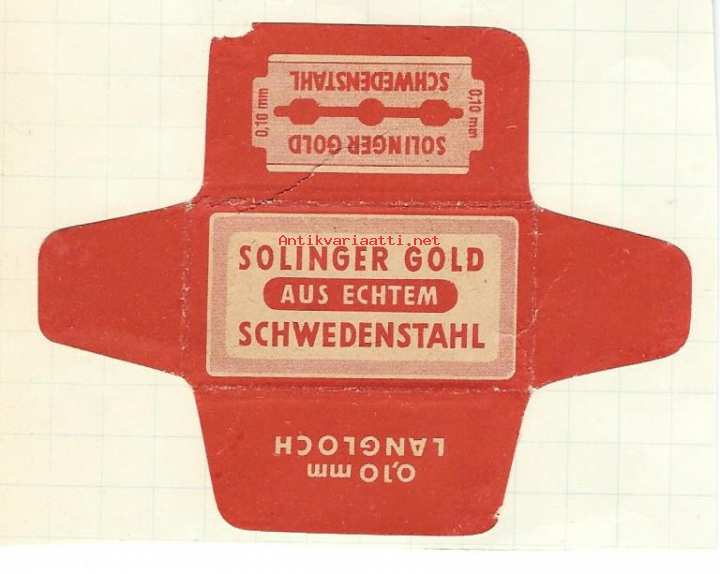 SOLINGER GOLD
SCHWEDENSTAHL
0,10 mm
0,10 mm
Antikvariaatti.net
SOLINGER GOLD
AUS ECHTEM
SCHWEDENSTAHL
0,10 mm
LANGLOCH